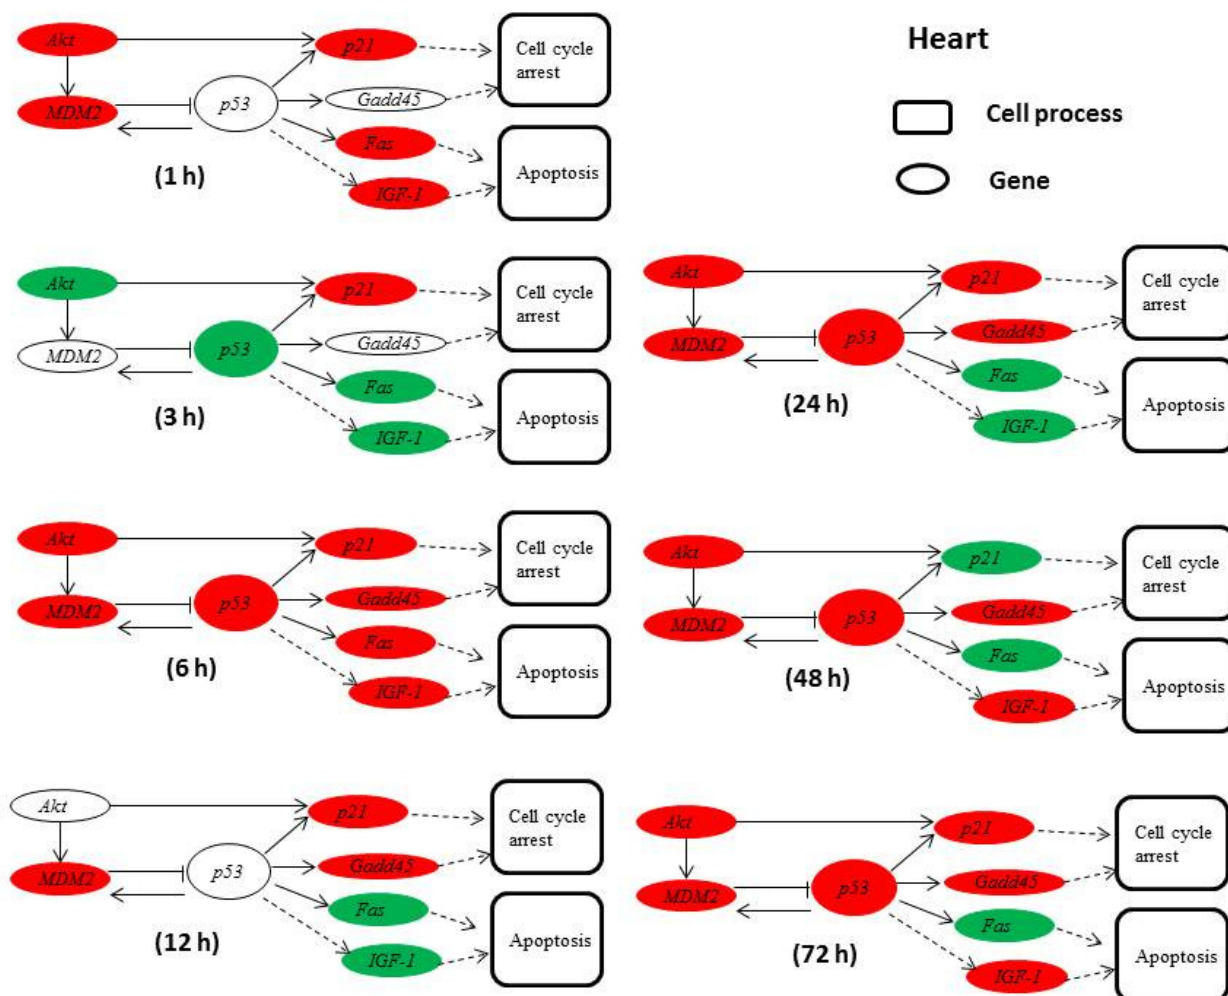 Heart
Cell process
Gene
Akt
p21
Cell cycle
arrest
MDM2
p53
Gadd45
Fas
Apoptosis
(1 h)
IGF-1
Akt
p21
Cell cycle
arrest
MDM2
p53
Gadd45
Fas
Apoptosis
(3 h)
IGF-1
Akt
p21
Cell cycle
arrest
MDM2
p53
Gadd45
Fas
Apoptosis
(24 h)
IGF-1
Akt
p21
Cell cycle
arrest
MDM2
p53
Gadd45
Fas
Apoptosis
(6 h)
IGF-1
Akt
p21
Cell cycle
arrest
MDM2
p53
Gadd45
Fas
Apoptosis
(48 h)
IGF-1
Akt
p21
Cell cycle
arrest
MDM2
p53
Gadd45
Fas
Apoptosis
(12 h)
IGF-1
Akt
p21
Cell cycle
arrest
MDM2
p53
Gadd45
Fas
Apoptosis
(72 h)
IGF-1